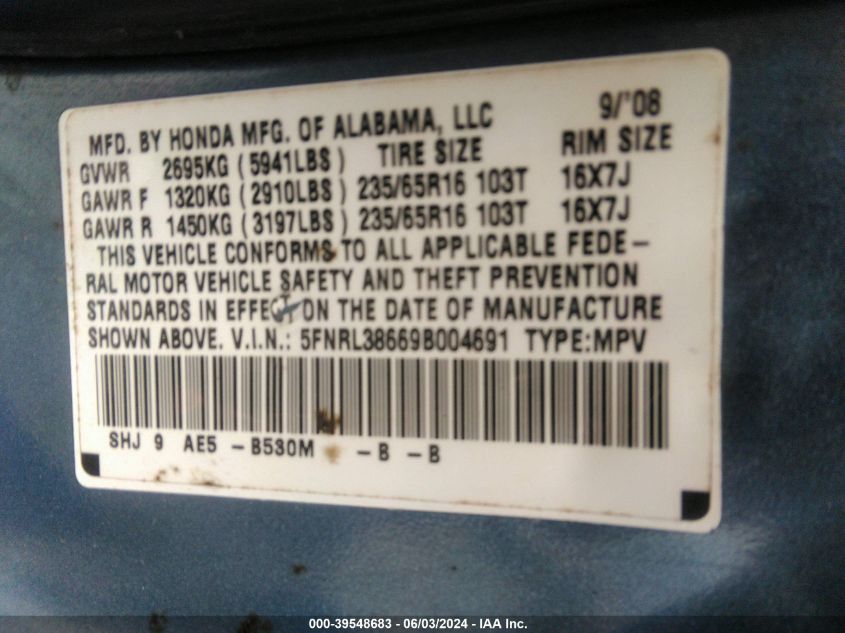 MFD. BY HONDA MFG. OF ALABAMA, LLC 9/'08
GVWR 2695KG (5941LBS) TIRE SIZE RIM SIZE
GAWR F 1320KG (2910LBS) 235/65R16 103T 16X7J
GAWR R 1450KG (3197LBS) 235/65R16 103T 16X7J
THIS VEHICLE CONFORMS TO ALL APPLICABLE FEDE-
RAL MOTOR VEHICLE SAFETY AND THEFT PREVENTION
STANDARDS IN EFFECT ON THE DATE OF MANUFACTURE
SHOWN ABOVE. V.I.N.: 5FNRL38669B004691 TYPE:MPV
SHJ 9 AE5 -B530M -B -B
000-39548683 - 06/03/2024 - IAA Inc.